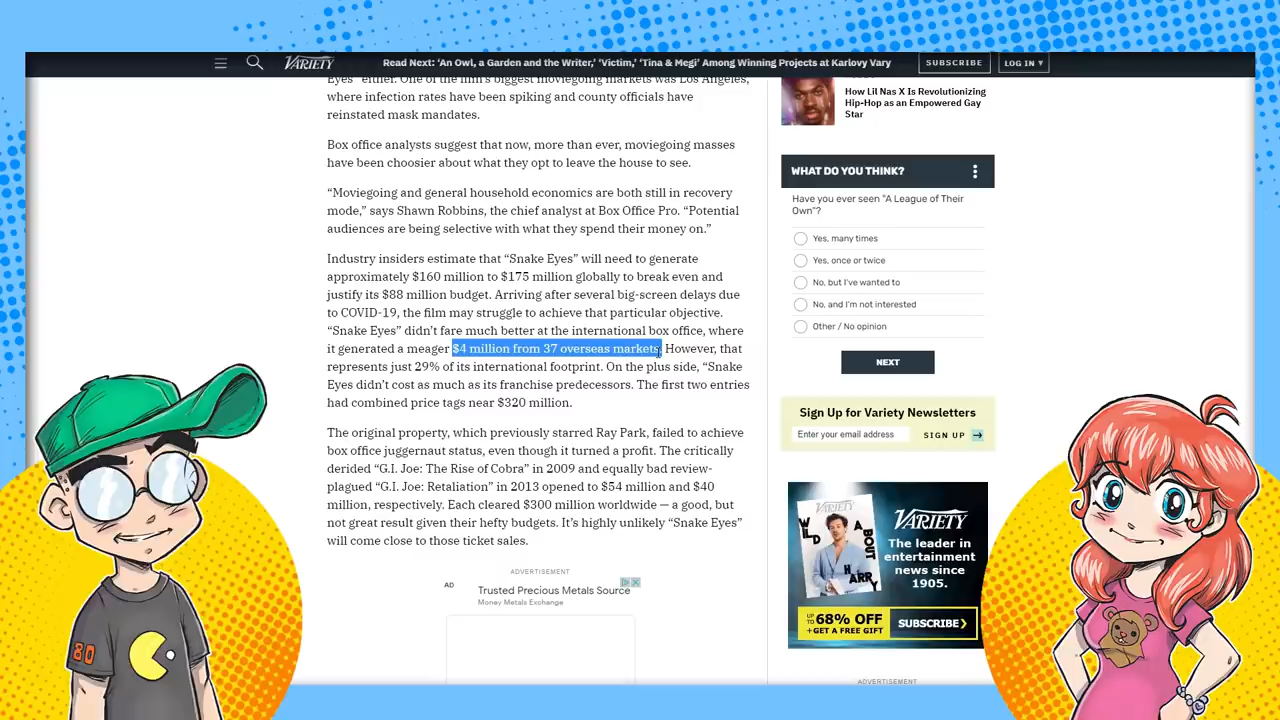 VARIETY
Read Next: ‘An Owl, a Garden and the Writer,’ ‘Victim,’ ‘Tina & Megi’ Among Winning Projects at Karlovy Vary
SUBSCRIBE
LOG IN ▾
Eyes” either. One of the film’s biggest moviegoing markets was Los Angeles,
where infection rates have been spiking and county officials have
reinstated mask mandates.
Box office analysts suggest that now, more than ever, moviegoing masses
have been choosier about what they opt to leave the house to see.
“Moviegoing and general household economics are both still in recovery
mode,” says Shawn Robbins, the chief analyst at Box Office Pro. “Potential
audiences are being selective with what they spend their money on.”
Industry insiders estimate that “Snake Eyes” will need to generate
approximately $160 million to $175 million globally to break even and
justify its $88 million budget. Arriving after several big-screen delays due
to COVID-19, the film may struggle to achieve that particular objective.
“Snake Eyes” didn’t fare much better at the international box office, where
it generated a meager $4 million from 37 overseas markets. However, that
represents just 29% of its international footprint. On the plus side, “Snake
Eyes didn’t cost as much as its franchise predecessors. The first two entries
had combined price tags near $320 million.
The original property, which previously starred Ray Park, failed to achieve
box office juggernaut status, even though it turned a profit. The critically
derided “G.I. Joe: The Rise of Cobra” in 2009 and equally bad review-
plagued “G.I. Joe: Retaliation” in 2013 opened to $54 million and $40
million, respectively. Each cleared $300 million worldwide — a good, but
not great result given their hefty budgets. It’s highly unlikely “Snake Eyes”
will come close to those ticket sales.
ADVERTISEMENT
AD
Trusted Precious Metals Source
Money Metals Exchange
How Lil Nas X Is Revolutionizing
Hip-Hop as an Empowered Gay
Star
WHAT DO YOU THINK?
Have you ever seen "A League of Their
Own"?
Yes, many times
Yes, once or twice
No, but I've wanted to
No, and I'm not interested
Other / No opinion
NEXT
Sign Up for Variety Newsletters
Enter your email address
SIGN UP
VARIETY
WILD ABOUT HARRY
VARIETY
The leader in
entertainment
news since
1905.
UP TO 68% OFF
+GET A FREE GIFT
SUBSCRIBE
ADVERTISEMENT
80